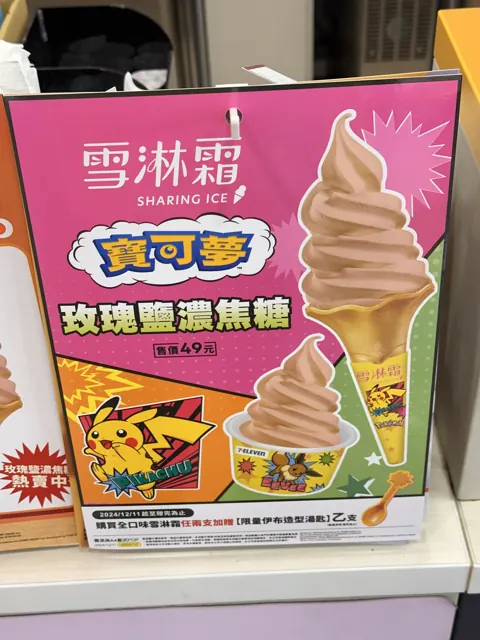 雪淋霜
SHARING ICE
寶可夢
TM
玫瑰鹽濃焦糖
售價49元
雪淋霜
7-ELEVEN
EEVEE
PIKACHU
玫瑰鹽濃焦
熱賣中
2024/12/11起至贈完為止
購買全口味雪淋霜任兩支加贈【限量伊布造型湯匙】乙支